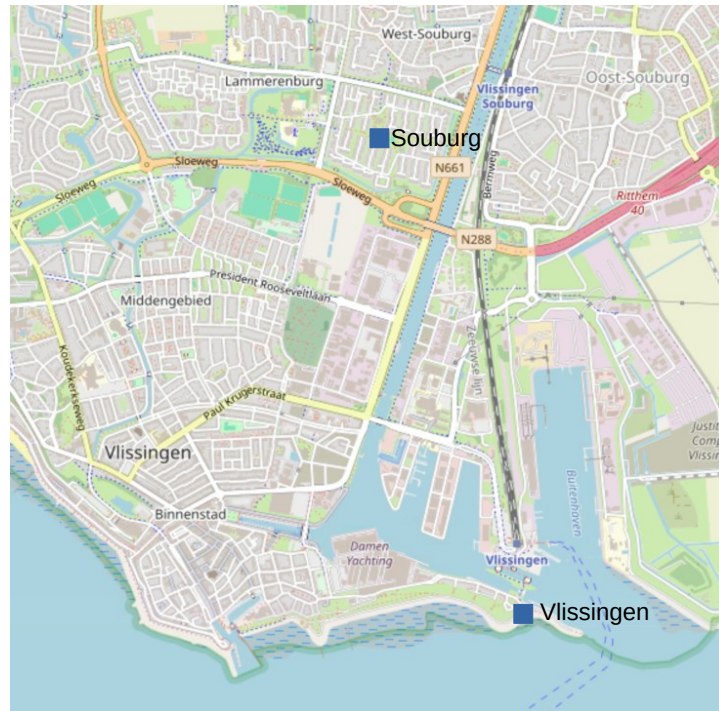 West-Souburg
Lammerenburg
Oost-Souburg
Vlissingen
Souburg
Souburg
t
N661
Bermweg
Sloeweg
Sloeweg
Sloeweg
Ritthem
40
N288
President Rooseveltlaan
Middengebied
Zeeuwse lijn
Koudekerkseweg
Paul Krugerstraat
Vlissingen
Justit
Comp
Vlissin
Buitenhaven
Binnenstad
Damen
Yachting
Vlissingen
Vlissingen